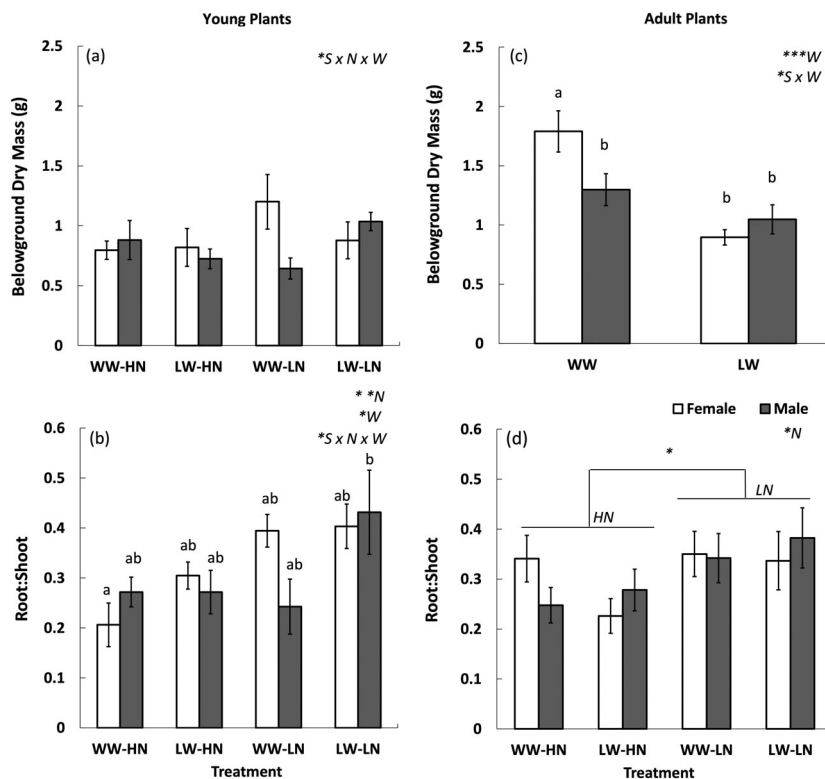 Young Plants
Adult Plants
Belowground Dry Mass (g)
2.5
2
1.5
1
0.5
0
(a)
*S x N x W
WW-HN LW-HN WW-LN LW-LN
Belowground Dry Mass (g)
2.5
2
1.5
1
0.5
0
(c)
***W
*S x W
a
b
b
b
WW LW
Root:Shoot
0.6
0.5
0.4
0.3
0.2
0.1
0
(b)
* *N
*W
*S x N x W
a
ab
ab
ab
ab
ab
ab
b
WW-HN LW-HN WW-LN LW-LN
Treatment
Female Male
Root:Shoot
0.6
0.5
0.4
0.3
0.2
0.1
0
(d)
*N
*
HN
LN
WW-HN LW-HN WW-LN LW-LN
Treatment